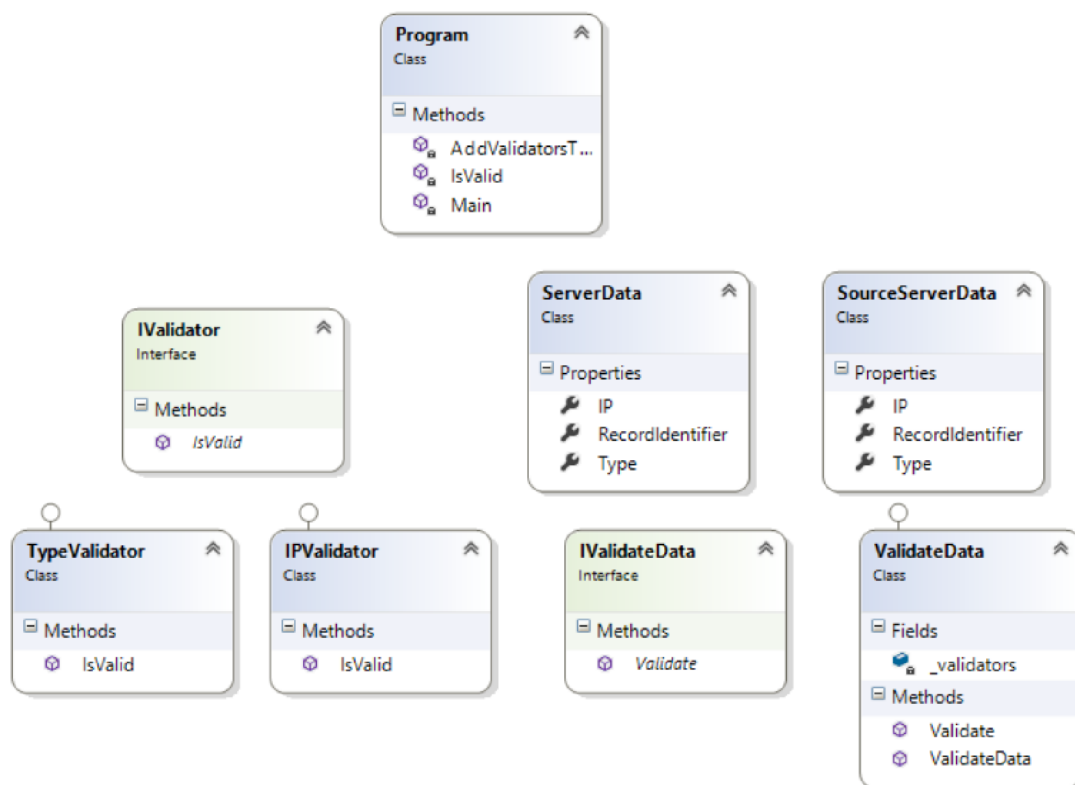 Program
Class
Methods
AddValidatorsT...
IsValid
Main
IValidator
Interface
Methods
IsValid
ServerData
Class
Properties
IP
RecordIdentifier
Type
SourceServerData
Class
Properties
IP
RecordIdentifier
Type
TypeValidator
Class
Methods
IsValid
IPValidator
Class
Methods
IsValid
IValidateData
Interface
Methods
Validate
ValidateData
Class
Fields
_validators
Methods
Validate
ValidateData